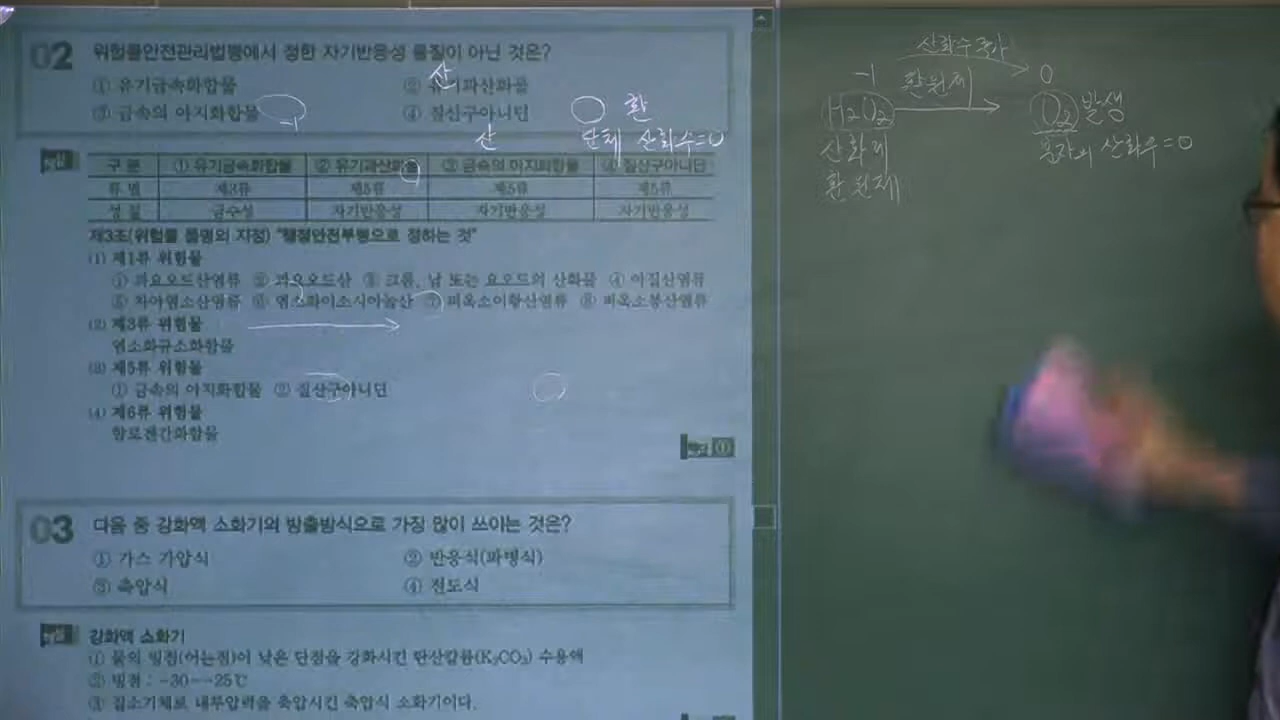 02 위험물안전관리법령에서 정한 자기반응성 물질이 아닌 것은?
① 유기금속화합물 ② 유기과산화물
③ 금속의 아지화합물 ④ 질산구아니딘
산
환
산
단체 산화수=0
해설
구 분 ① 유기금속화합물 ② 유기과산화물 ③ 금속의 아지화합물 ④ 질산구아니딘
류 별 제3류 제5류 제5류 제5류
성 질 금수성 자기반응성 자기반응성 자기반응성
제3조(위험물 품명의 지정) "행정안전부령으로 정하는 것"
(1) 제1류 위험물
① 과요오드산염류 ② 과요오드산 ③ 크롬, 납 또는 요오드의 산화물 ④ 아질산염류
⑤ 차아염소산염류 ⑥ 염소화이소시아눌산 ⑦ 퍼옥소이황산염류 ⑧ 퍼옥소붕산염류
(2) 제3류 위험물
염소화규소화합물
(3) 제5류 위험물
① 금속의 아지화합물 ② 질산구아니딘
(4) 제6류 위험물
할로겐간화합물
①
03 다음 중 강화액 소화기의 방출방식으로 가장 많이 쓰이는 것은?
① 가스 가압식 ② 반응식(파병식)
③ 축압식 ④ 전도식
해설 강화액 소화기
① 물의 빙점(어는점)이 낮은 단점을 강화시킨 탄산칼륨(K₂CO₃) 수용액
② 빙점 : -30~-25℃
③ 질소기체로 내부압력을 축압시킨 축압식 소화기이다.
산화수 증가
-1 환원제 0
H2O2 O2 발생
산화제 산화수=0
환원제